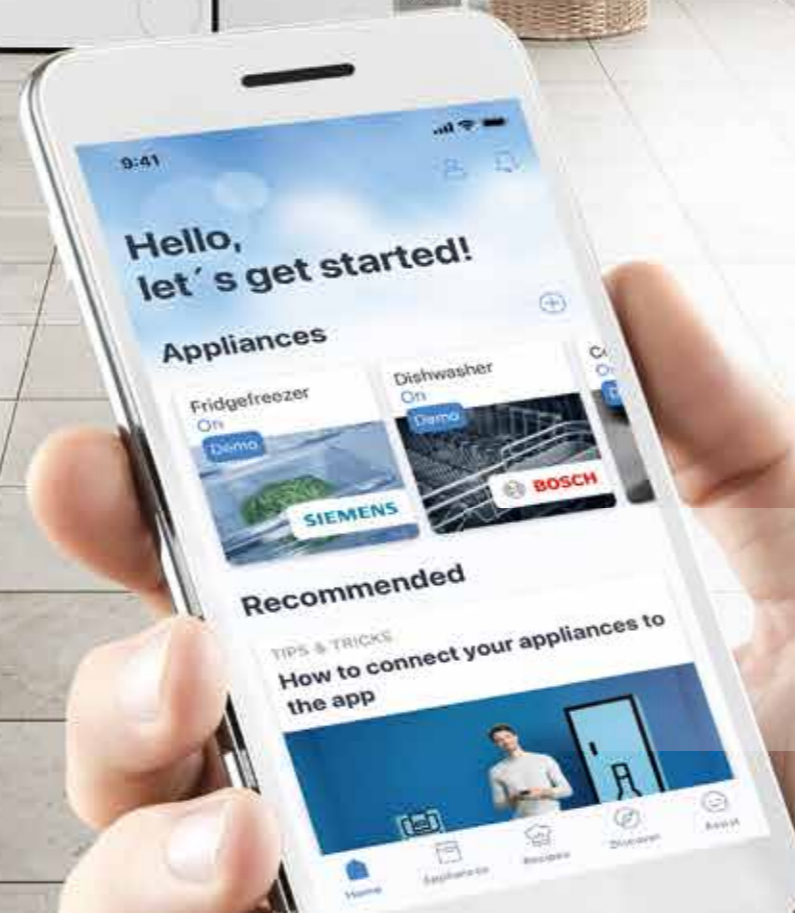 9:41
Hello,
let´s get started!
Appliances
Fridgefreezer
On
Demo
SIEMENS
Dishwasher
On
Demo
BOSCH
Recommended
TIPS & TRICKS
How to connect your appliances to
the app
Home
Appliances
Recipes
Discover
Assist